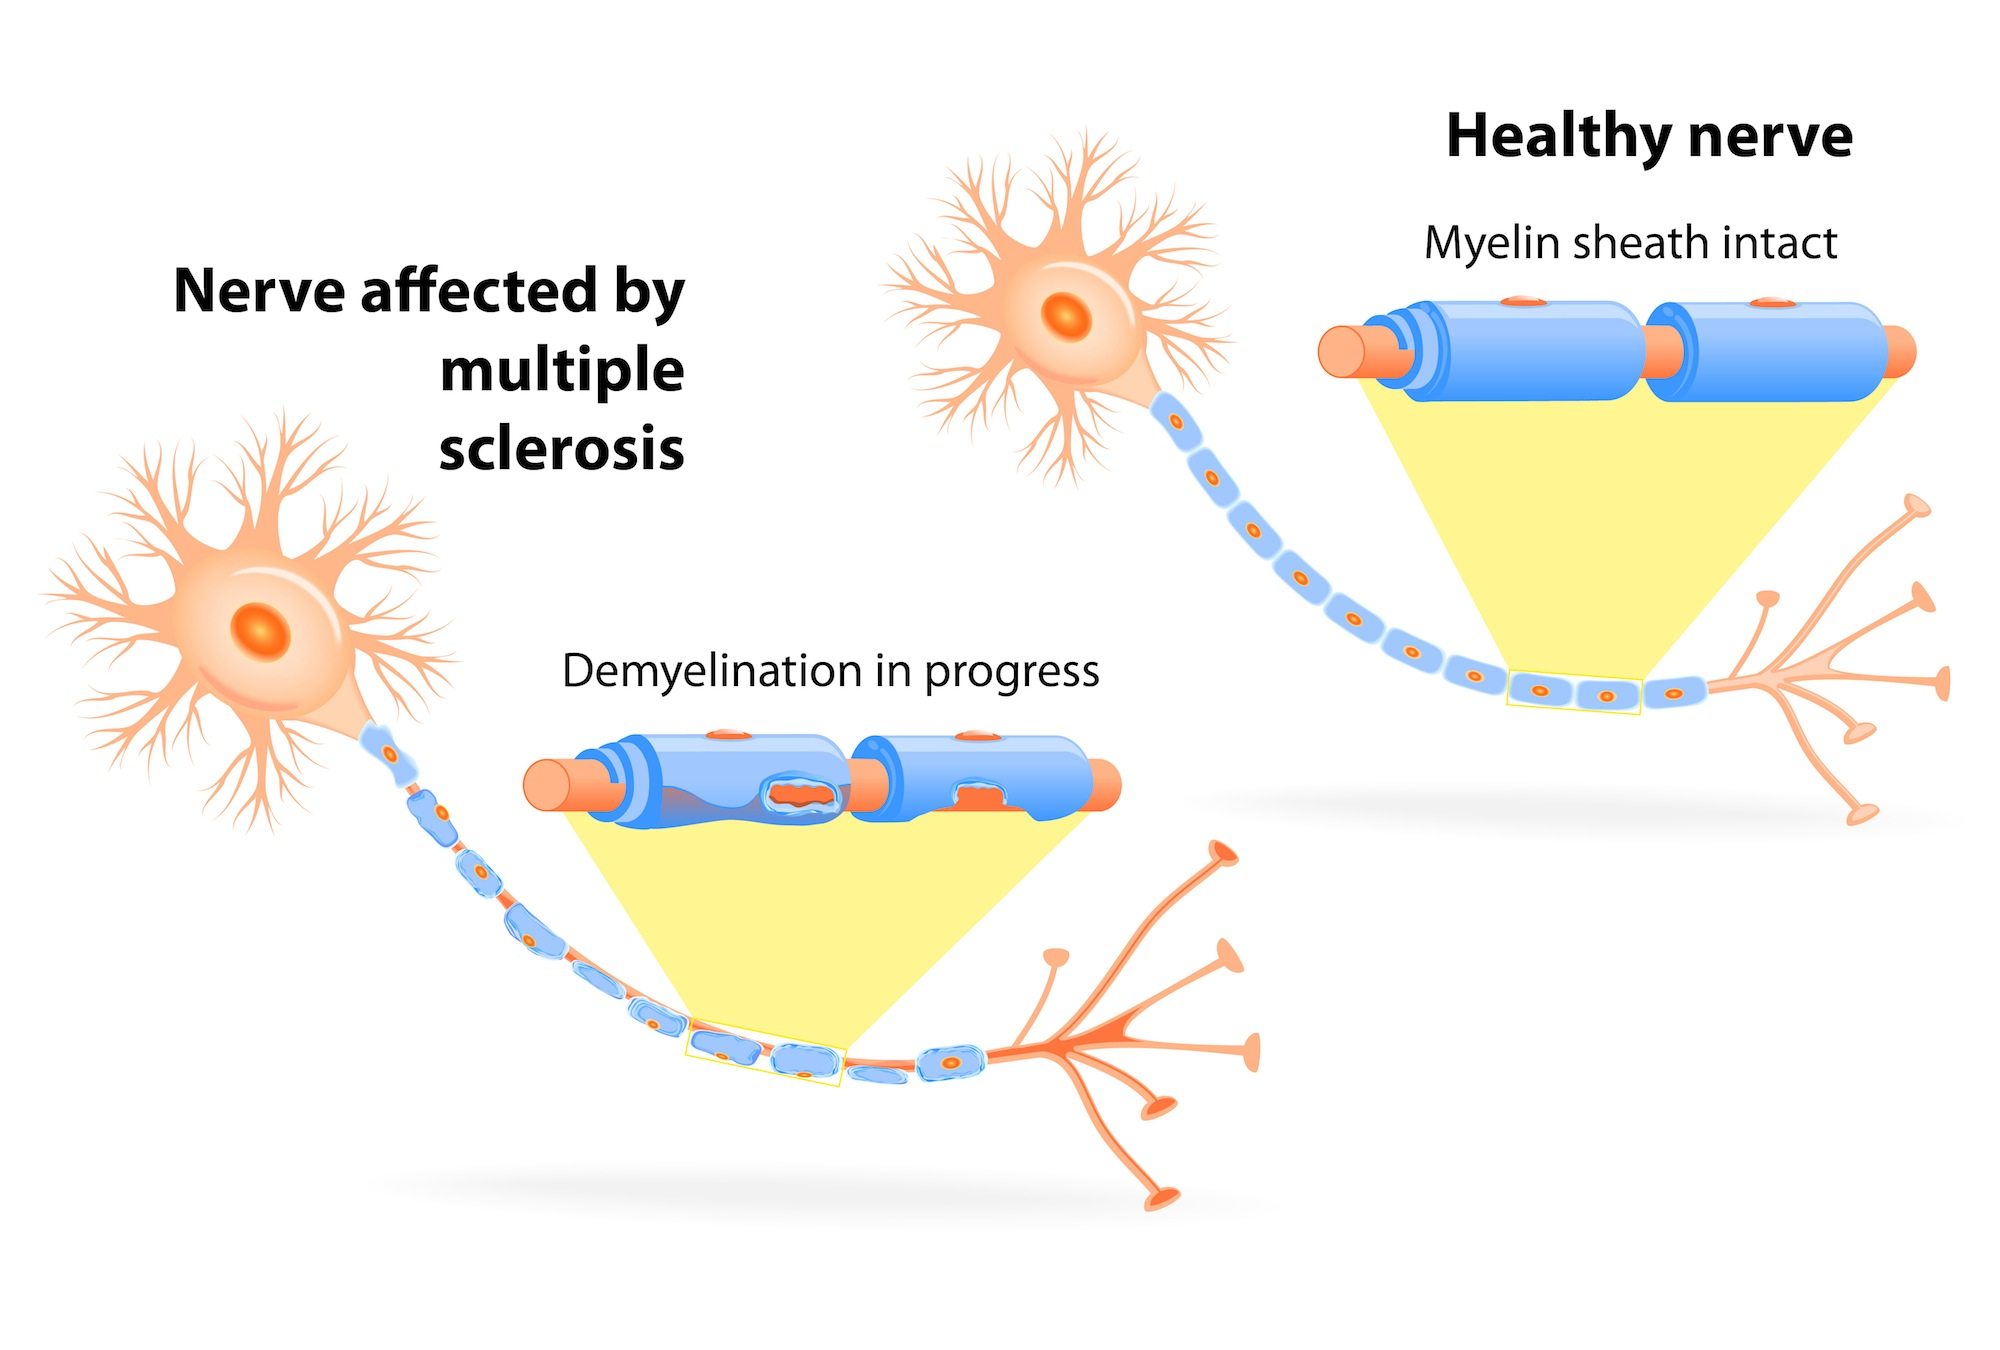 Healthy nerve
Myelin sheath intact
Nerve affected by
multiple
sclerosis
Demyelination in progress